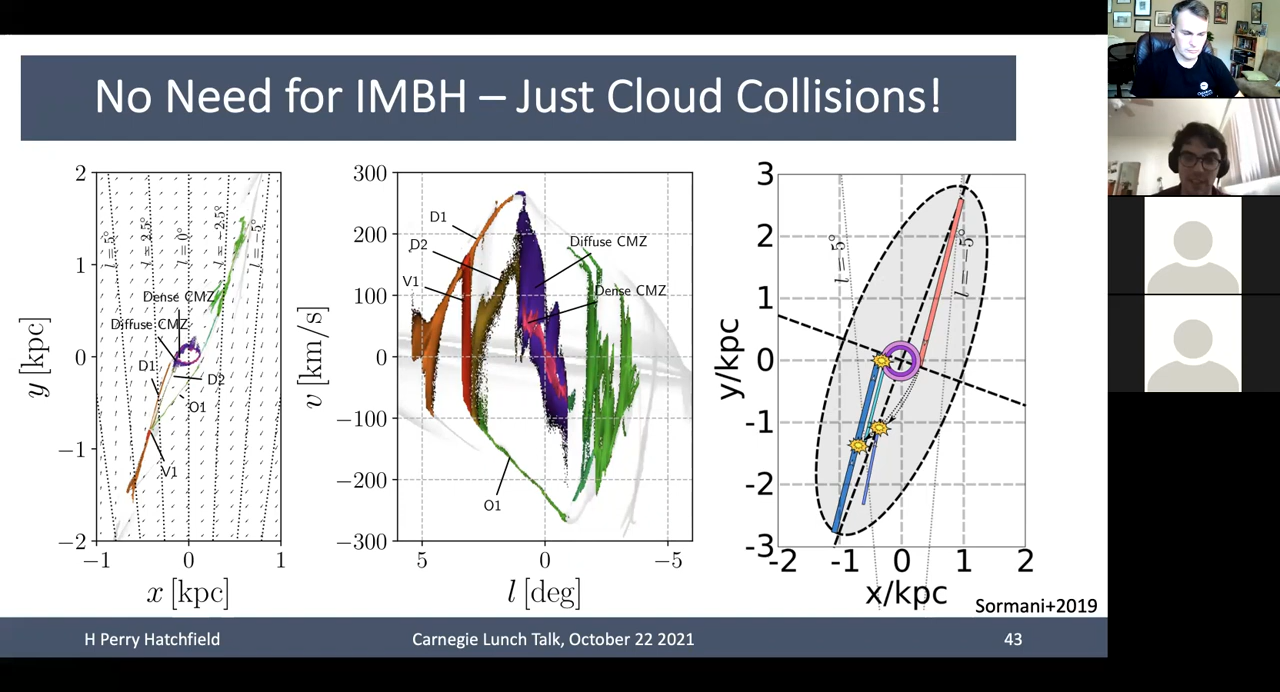 No Need for IMBH – Just Cloud Collisions!
2
1
0
−1
−2
−1
0
1
y [kpc]
x [kpc]
l = 5°
l = 2.5°
l = 0°
l = −2.5°
l = −5°
Dense CMZ
Diffuse CMZ
D1
D2
O1
V1
300
200
100
0
−100
−200
−300
5
0
−5
v [km/s]
l [deg]
D1
D2
Diffuse CMZ
V1
Dense CMZ
O1
3
2
1
0
-1
-2
-3
-2
-1
0
1
2
y/kpc
x/kpc
l = 5°
l = −5°
Sormani+2019
H Perry Hatchfield
Carnegie Lunch Talk, October 22 2021
43